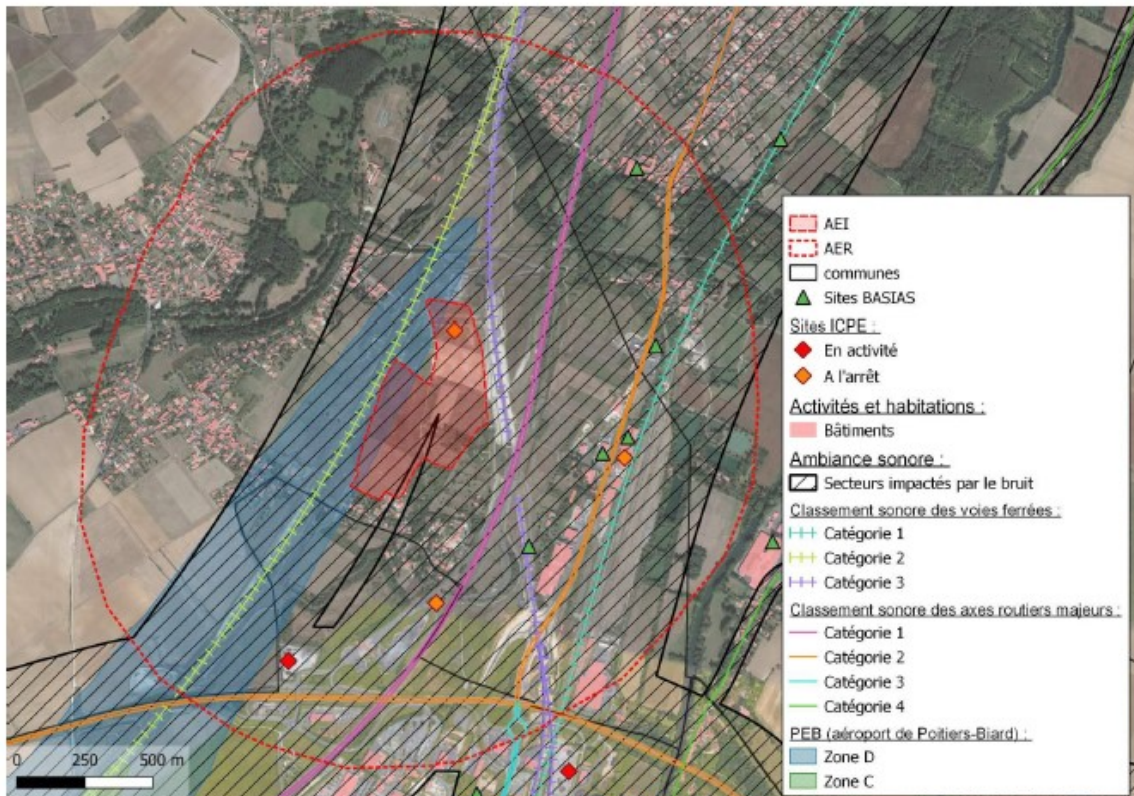 AEI
AER
communes
Sites BASIAS
Sites ICPE :
En activité
A l'arrêt
Activités et habitations :
Bâtiments
Ambiance sonore :
Secteurs impactés par le bruit
Classement sonore des voies ferrées :
Catégorie 1
Catégorie 2
Catégorie 3
Classement sonore des axes routiers majeurs :
Catégorie 1
Catégorie 2
Catégorie 3
Catégorie 4
PEB (aéroport de Poitiers-Biard) :
Zone D
Zone C
0 250 500 m